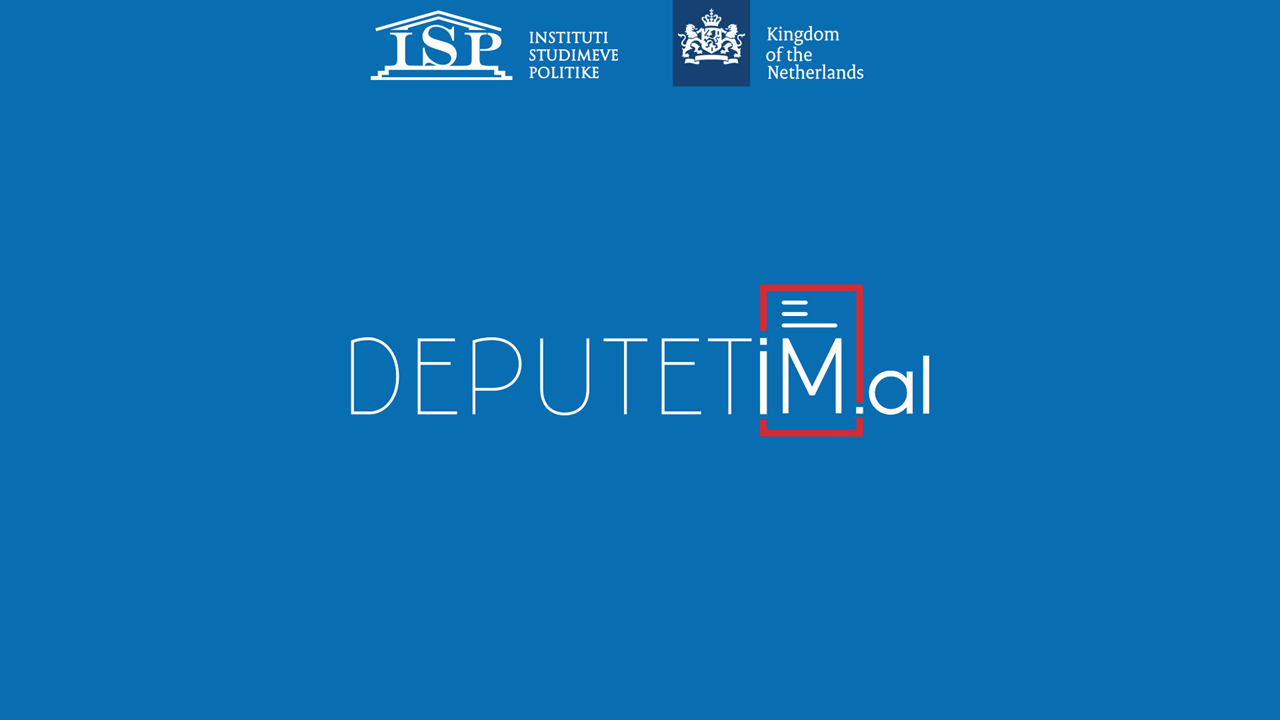 ISP
INSTITUTI
STUDIMEVE
POLITIKE
Kingdom
of the
Netherlands
DEPUTETiM.al